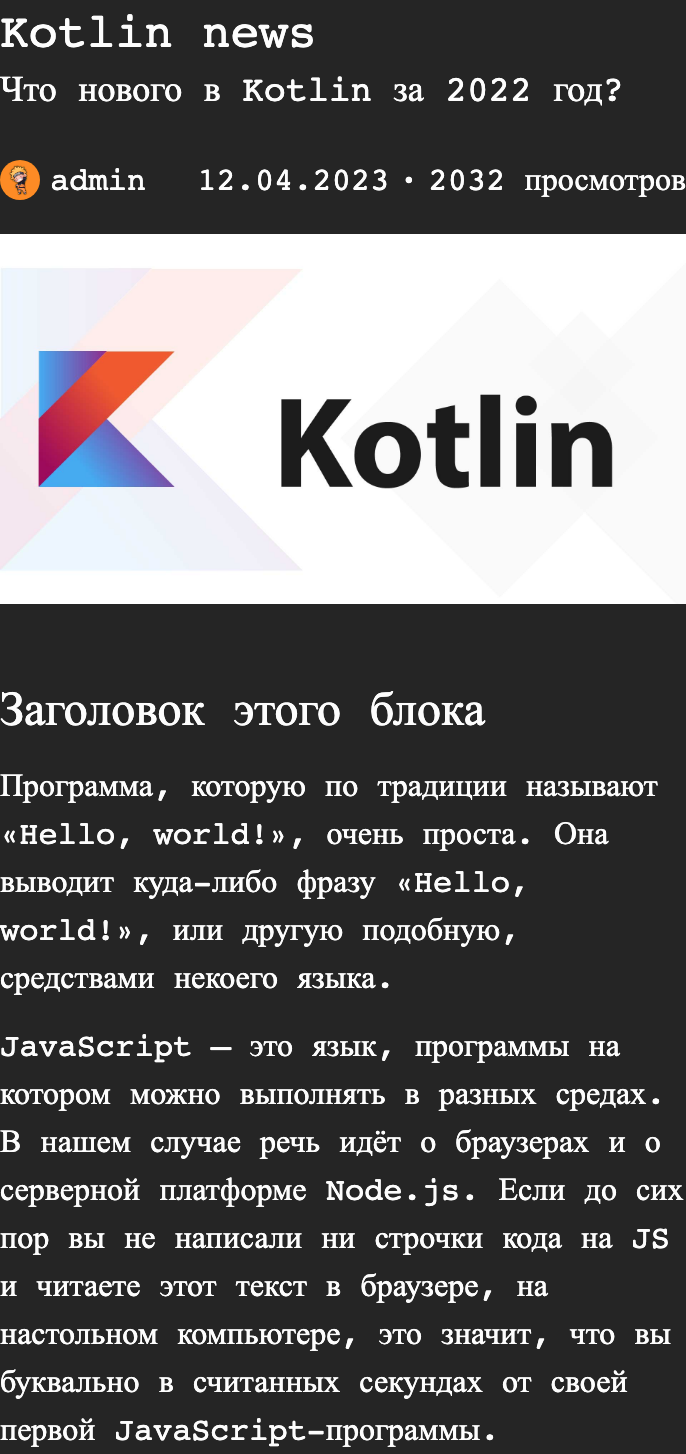 Kotlin news
Что нового в Kotlin за 2022 год?
admin 12.04.2023 • 2032 просмотров
Kotlin
Заголовок этого блока
Программа, которую по традиции называют
«Hello, world!», очень проста. Она
выводит куда-либо фразу «Hello,
world!», или другую подобную,
средствами некоего языка.
JavaScript — это язык, программы на
котором можно выполнять в разных средах.
В нашем случае речь идёт о браузерах и о
серверной платформе Node.js. Если до сих
пор вы не написали ни строчки кода на JS
и читаете этот текст в браузере, на
настольном компьютере, это значит, что вы
буквально в считанных секундах от своей
первой JavaScript-программы.